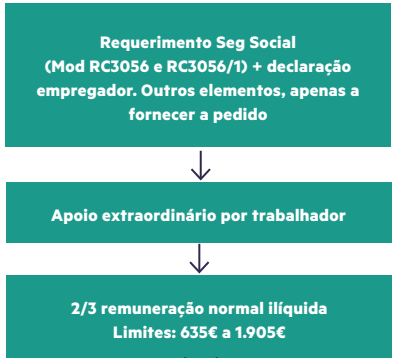 Requerimento Seg Social
(Mod RC3056 e RC3056/1) + declaração
empregador. Outros elementos, apenas a
fornecer a pedido
Apoio extraordinário por trabalhador
2/3 remuneração normal ilíquida
Limites: 635€ a 1.905€